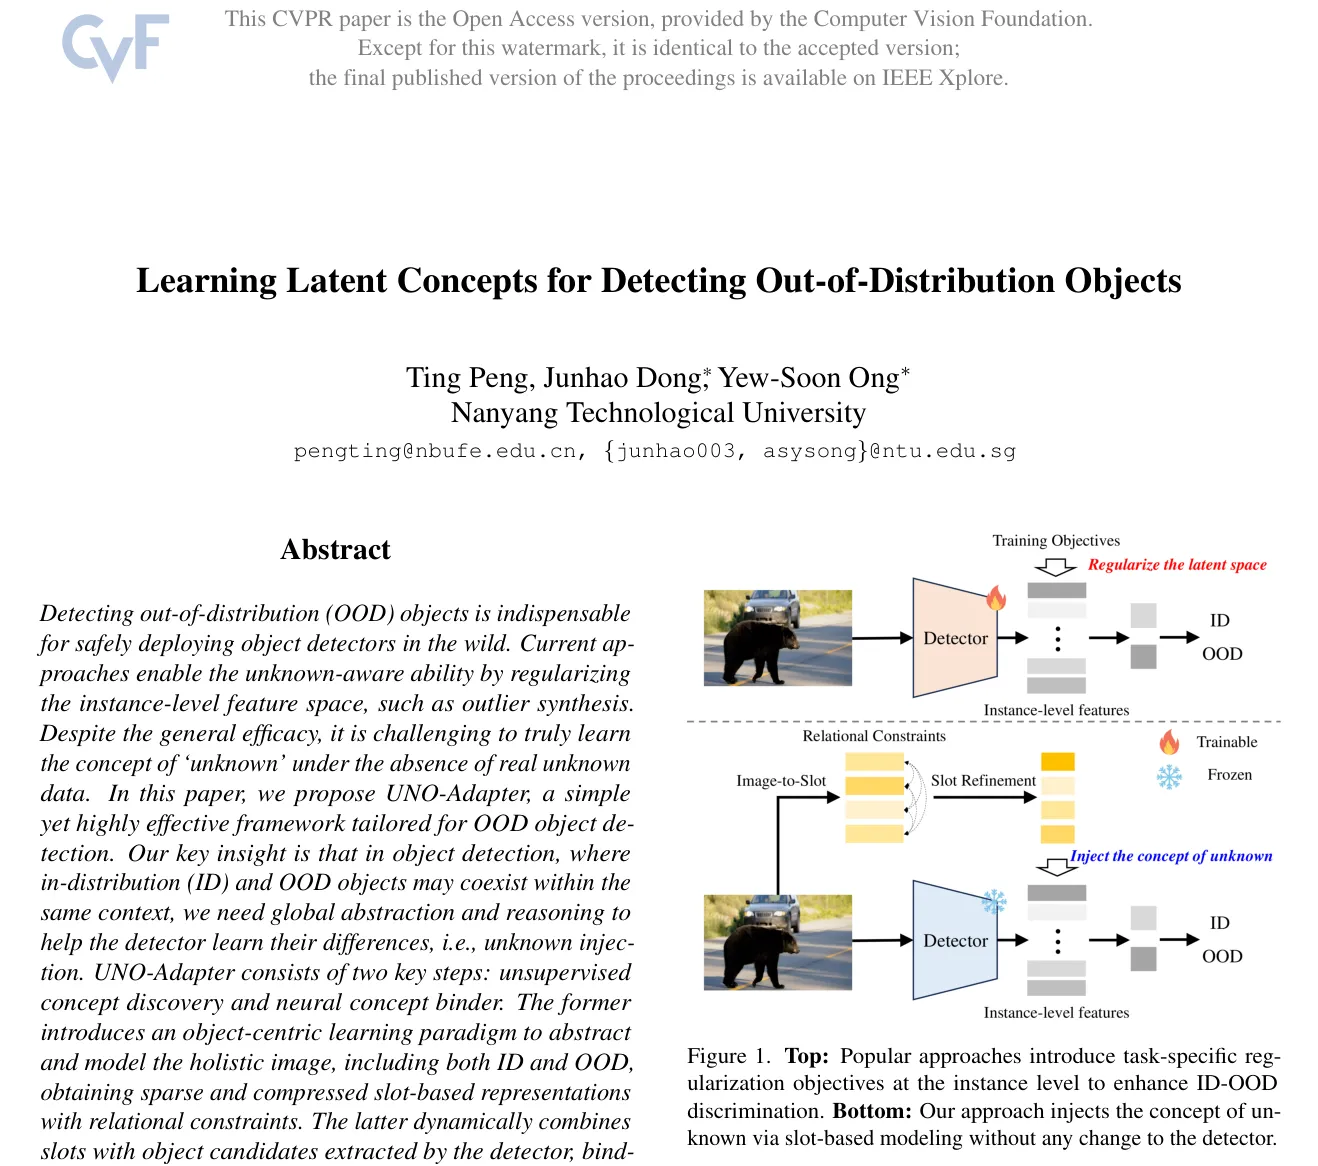 CVF
This CVPR paper is the Open Access version, provided by the Computer Vision Foundation.
Except for this watermark, it is identical to the accepted version;
the final published version of the proceedings is available on IEEE Xplore.
Learning Latent Concepts for Detecting Out-of-Distribution Objects
Ting Peng, Junhao Dong*, Yew-Soon Ong*
Nanyang Technological University
pengting@nbufe.edu.cn, {junhao003, asysong}@ntu.edu.sg
Abstract
Detecting out-of-distribution (OOD) objects is indispensable
for safely deploying object detectors in the wild. Current ap-
proaches enable the unknown-aware ability by regularizing
the instance-level feature space, such as outlier synthesis.
Despite the general efficacy, it is challenging to truly learn
the concept of ‘unknown’ under the absence of real unknown
data. In this paper, we propose UNO-Adapter, a simple
yet highly effective framework tailored for OOD object de-
tection. Our key insight is that in object detection, where
in-distribution (ID) and OOD objects may coexist within the
same context, we need global abstraction and reasoning to
help the detector learn their differences, i.e., unknown injec-
tion. UNO-Adapter consists of two key steps: unsupervised
concept discovery and neural concept binder. The former
introduces an object-centric learning paradigm to abstract
and model the holistic image, including both ID and OOD,
obtaining sparse and compressed slot-based representations
with relational constraints. The latter dynamically combines
slots with object candidates extracted by the detector, bind-
Training Objectives
Regularize the latent space
Detector
ID
OOD
Instance-level features
Relational Constraints
Trainable
Frozen
Image-to-Slot
Slot Refinement
Inject the concept of unknown
Detector
ID
OOD
Instance-level features
Figure 1. Top: Popular approaches introduce task-specific reg-
ularization objectives at the instance level to enhance ID-OOD
discrimination. Bottom: Our approach injects the concept of un-
known via slot-based modeling without any change to the detector.